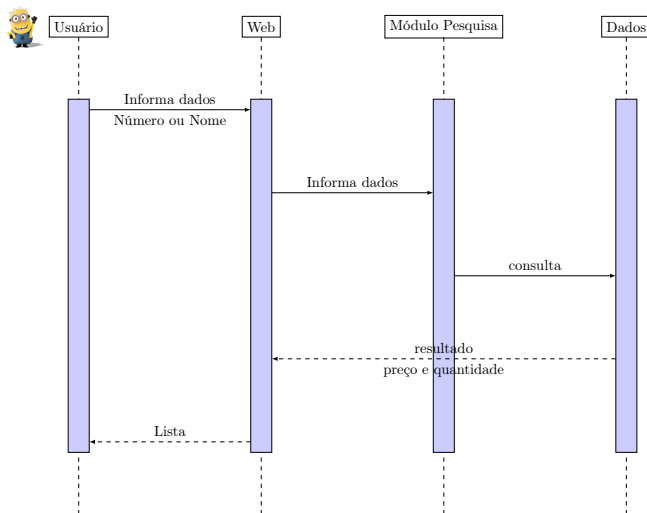 Usuário
Web
Módulo Pesquisa
Dados
Informa dados
Número ou Nome
Informa dados
consulta
resultado
preço e quantidade
Lista